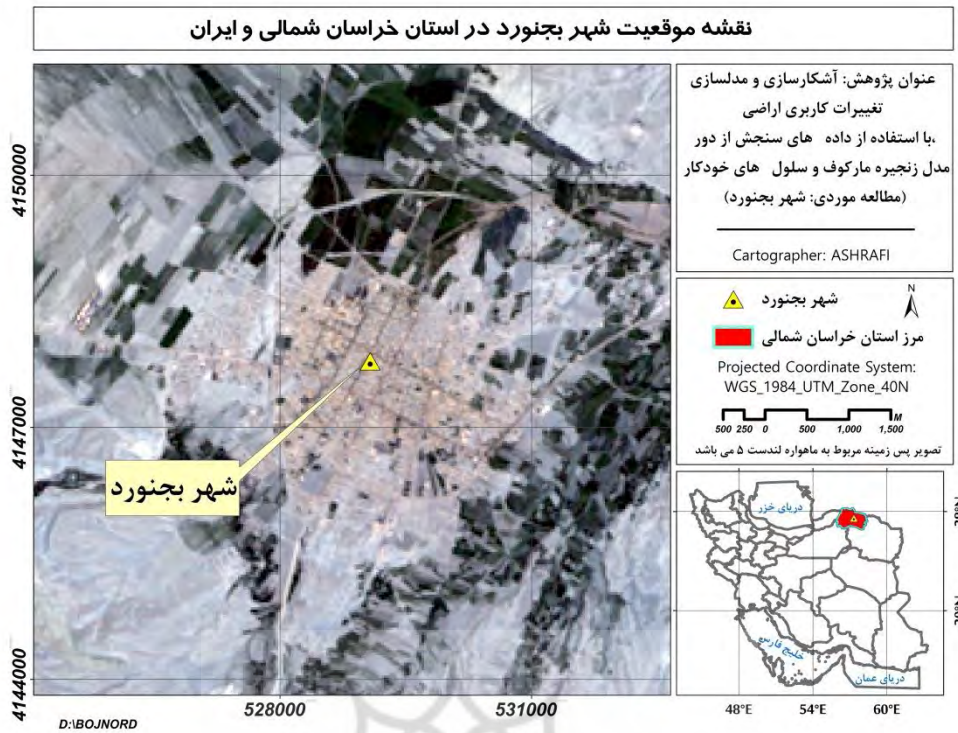 نقشه موقعیت شهر بجنورد در استان خراسان شمالی و ایران
4150000
4147000
4144000
528000
531000
شهر بجنورد
D:\BOJNORD
عنوان پژوهش: آشکارسازی و مدلسازی
تغییرات کاربری اراضی
،با استفاده از داده های سنجش از دور
مدل زنجیره مارکوف و سلول های خودکار
(مطالعه موردی: شهر بجنورد)
Cartographer: ASHRAFI
شهر بجنورد
N
مرز استان خراسان شمالی
Projected Coordinate System:
WGS_1984_UTM_Zone_40N
500 250 0 500 1,000 1,500
M
تصویر پس زمینه مربوط به ماهواره لندست ۵ می باشد
دریای خزر
خلیج فارس
دریای عمان
48°E 54°E 60°E